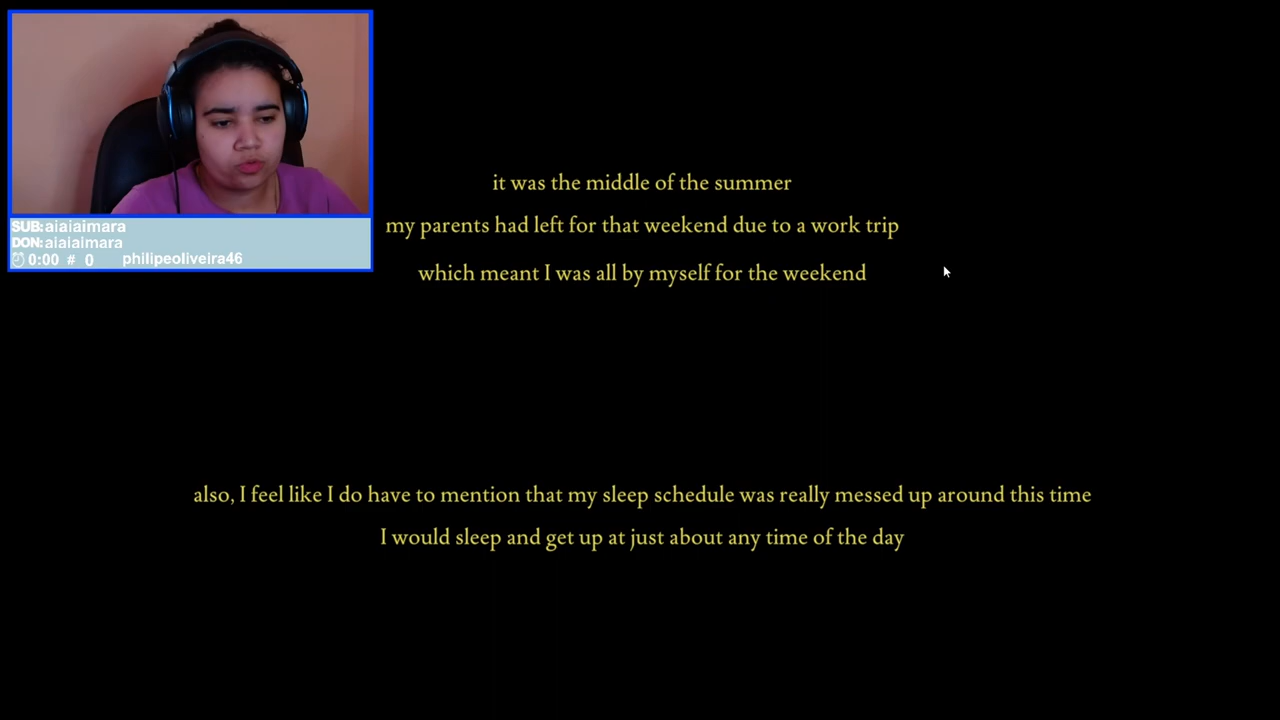 SUB: aiaiaimara
DON: aiaiaimara
0:00 # 0 philipeoliveira46
it was the middle of the summer
my parents had left for that weekend due to a work trip
which meant I was all by myself for the weekend
also, I feel like I do have to mention that my sleep schedule was really messed up around this time
I would sleep and get up at just about any time of the day